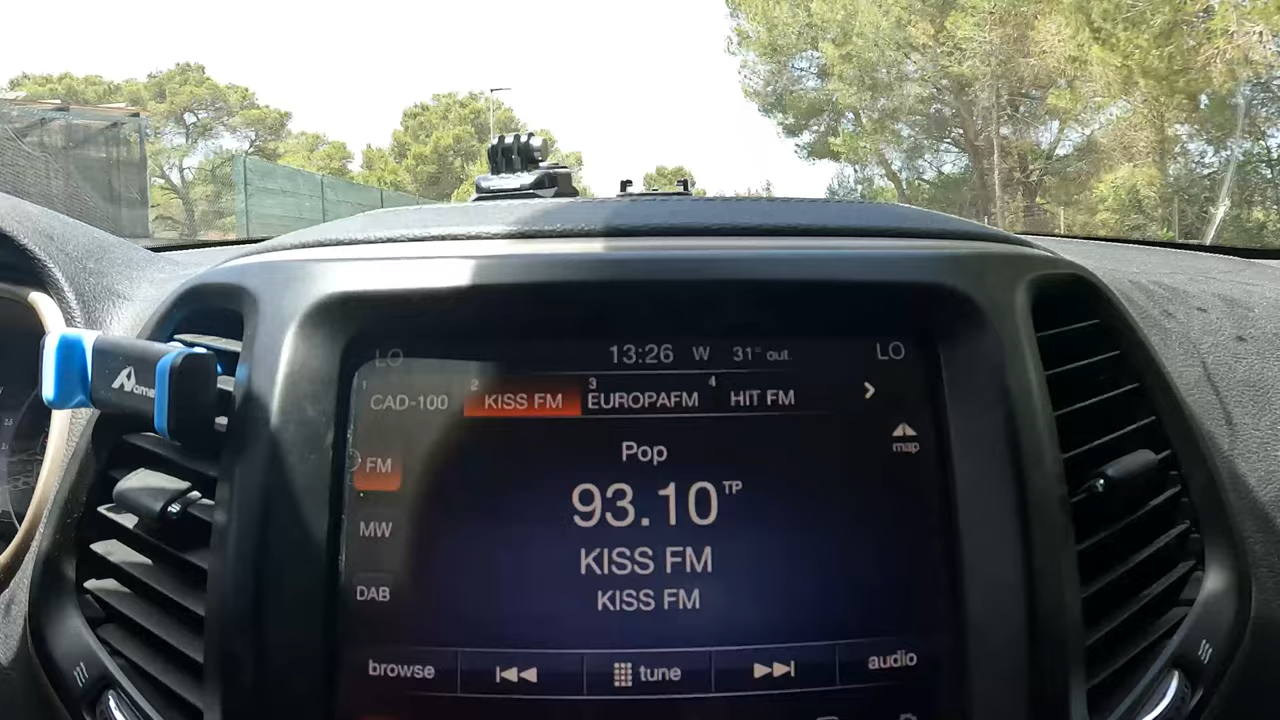 LO 13:26 W 31° out. LO
1 CAD-100 2 KISS FM 3 EUROPAFM 4 HIT FM
Pop
map
FM
93.10 TP
MW
KISS FM
DAB
KISS FM
browse tune audio